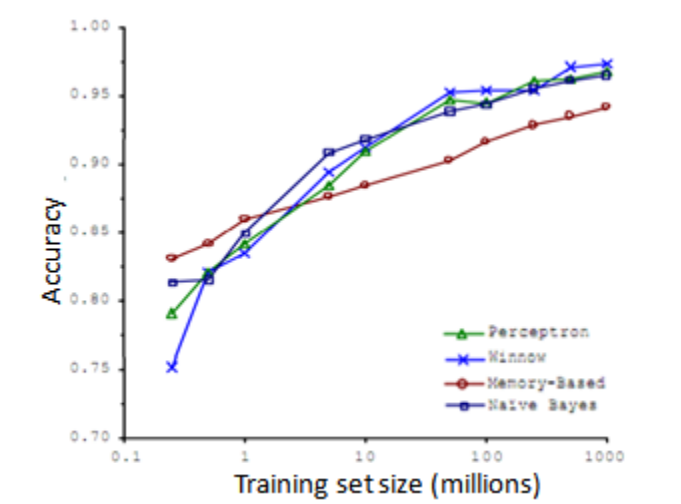 1.00
0.95
0.90
0.85
0.80
0.75
0.70
Accuracy
0.1 1 10 100 1000
Training set size (millions)
Perceptron
Winnow
Memory-Based
Naïve Bayes